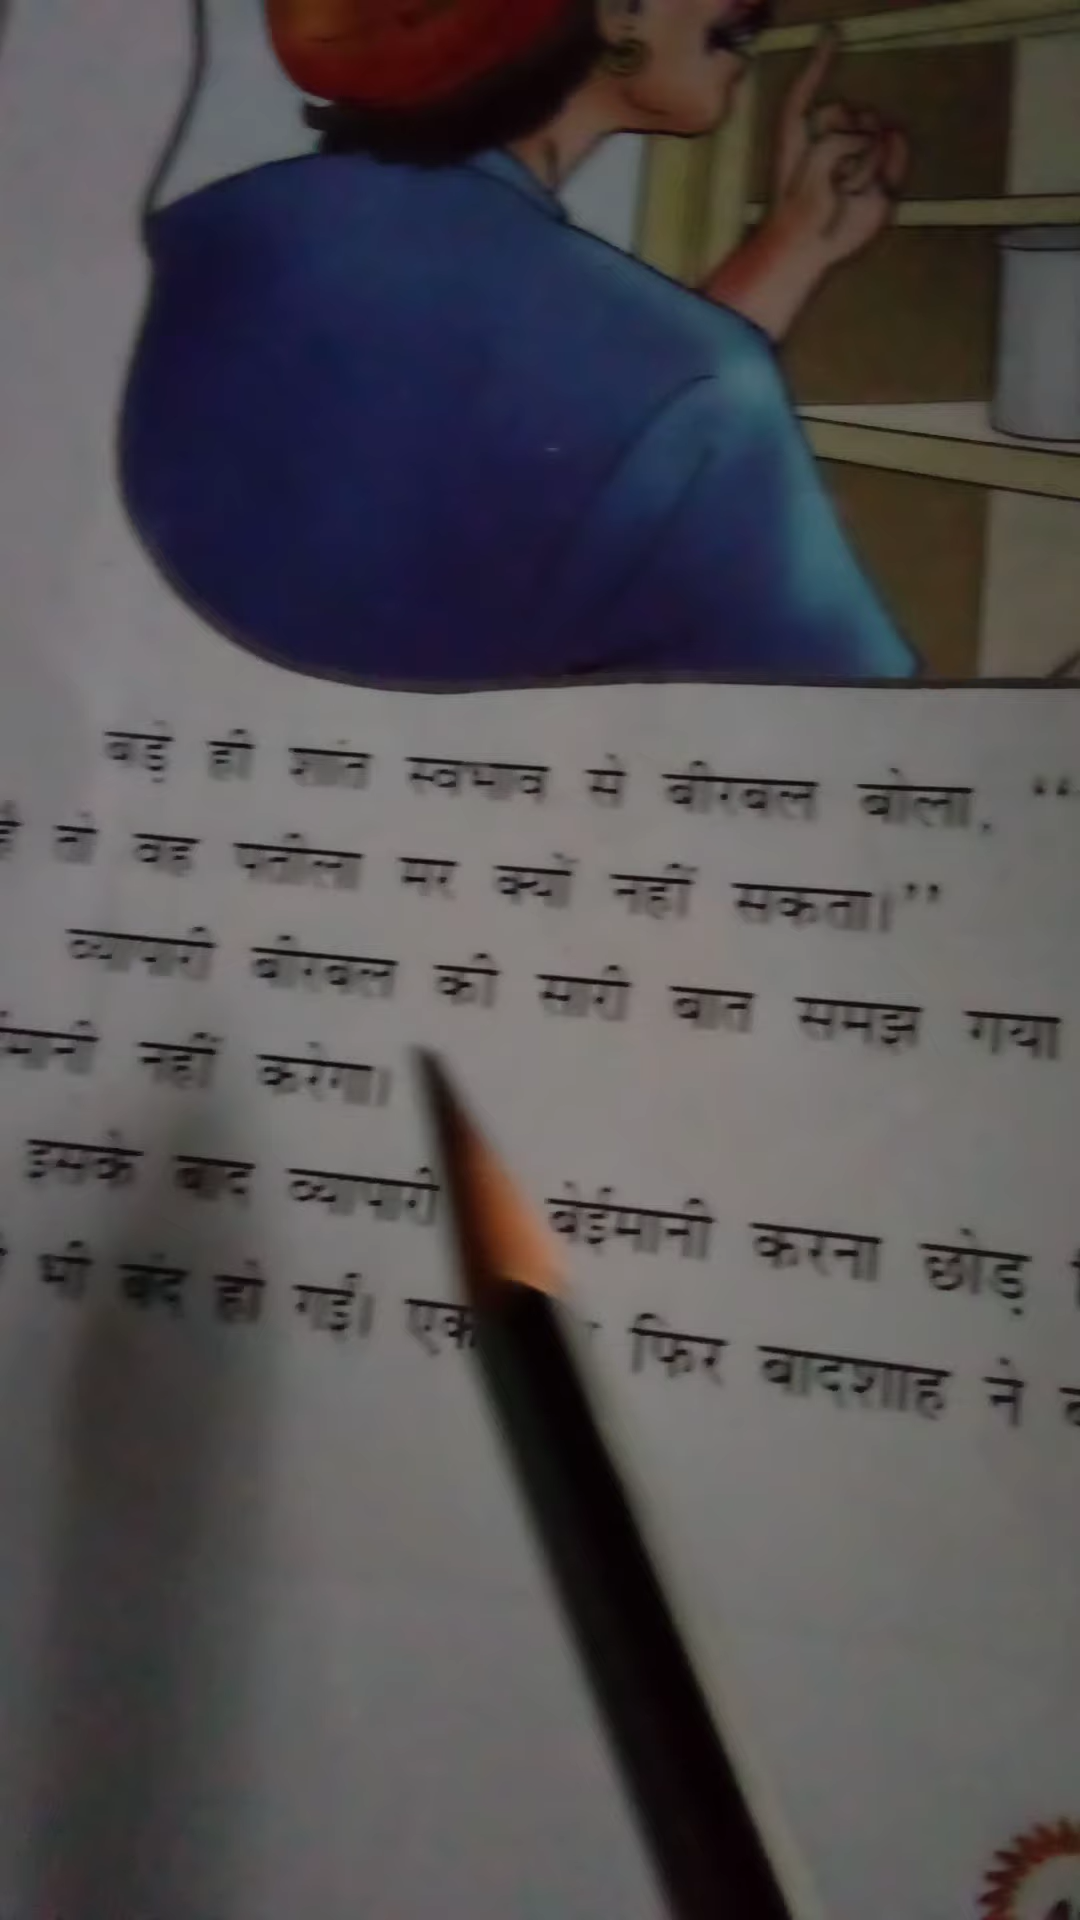 बड़े ही शांत स्वभाव से बीरबल बोला, “
है तो वह पतीला मर क्यों नहीं सकता।”
व्यापारी बीरबल की सारी बात समझ गया
नहीं करेगा।
इसके बाद व्यापारी बेईमानी करना छोड़
भी बंद हो गईं। फिर बादशाह ने